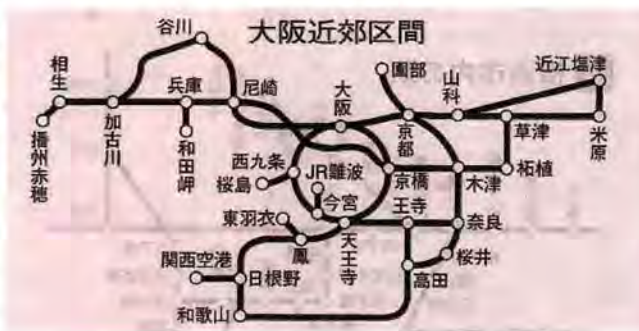 大阪近郊区間
谷川
相生
兵庫
尼崎
大阪
園部
山科
近江塩津
播州赤穂
加古川
和田岬
京都
草津
米原
西九条
JR難波
桜島
今宮
京橋
木津
柘植
東羽衣
王寺
奈良
鳳
天王寺
桜井
関西空港
日根野
高田
和歌山